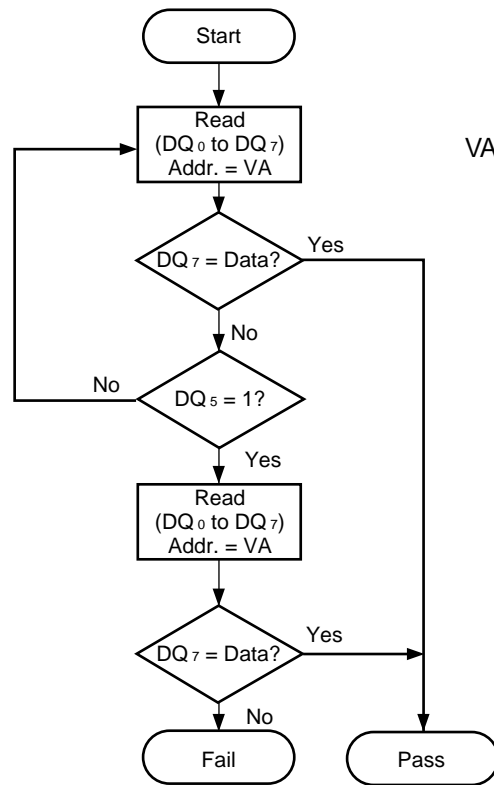 Start
Read
(DQ0 to DQ7)
Addr. = VA
VA
DQ7 = Data?
Yes
No
No
DQ5 = 1?
Yes
Read
(DQ0 to DQ7)
Addr. = VA
DQ7 = Data?
Yes
No
Fail
Pass